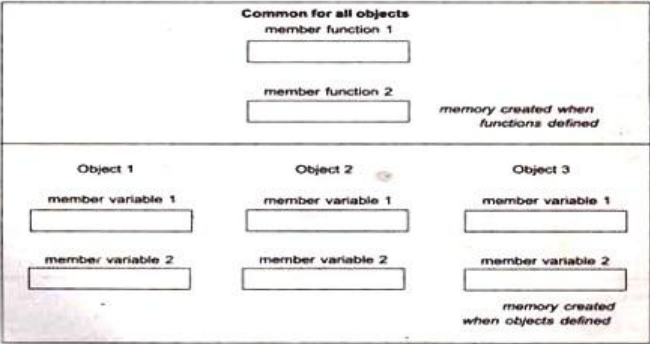 Common for all objects
member function 1
member function 2
memory created when
functions defined
Object 1 Object 2 Object 3
member variable 1 member variable 1 member variable 1
member variable 2 member variable 2 member variable 2
memory created
when objects defined